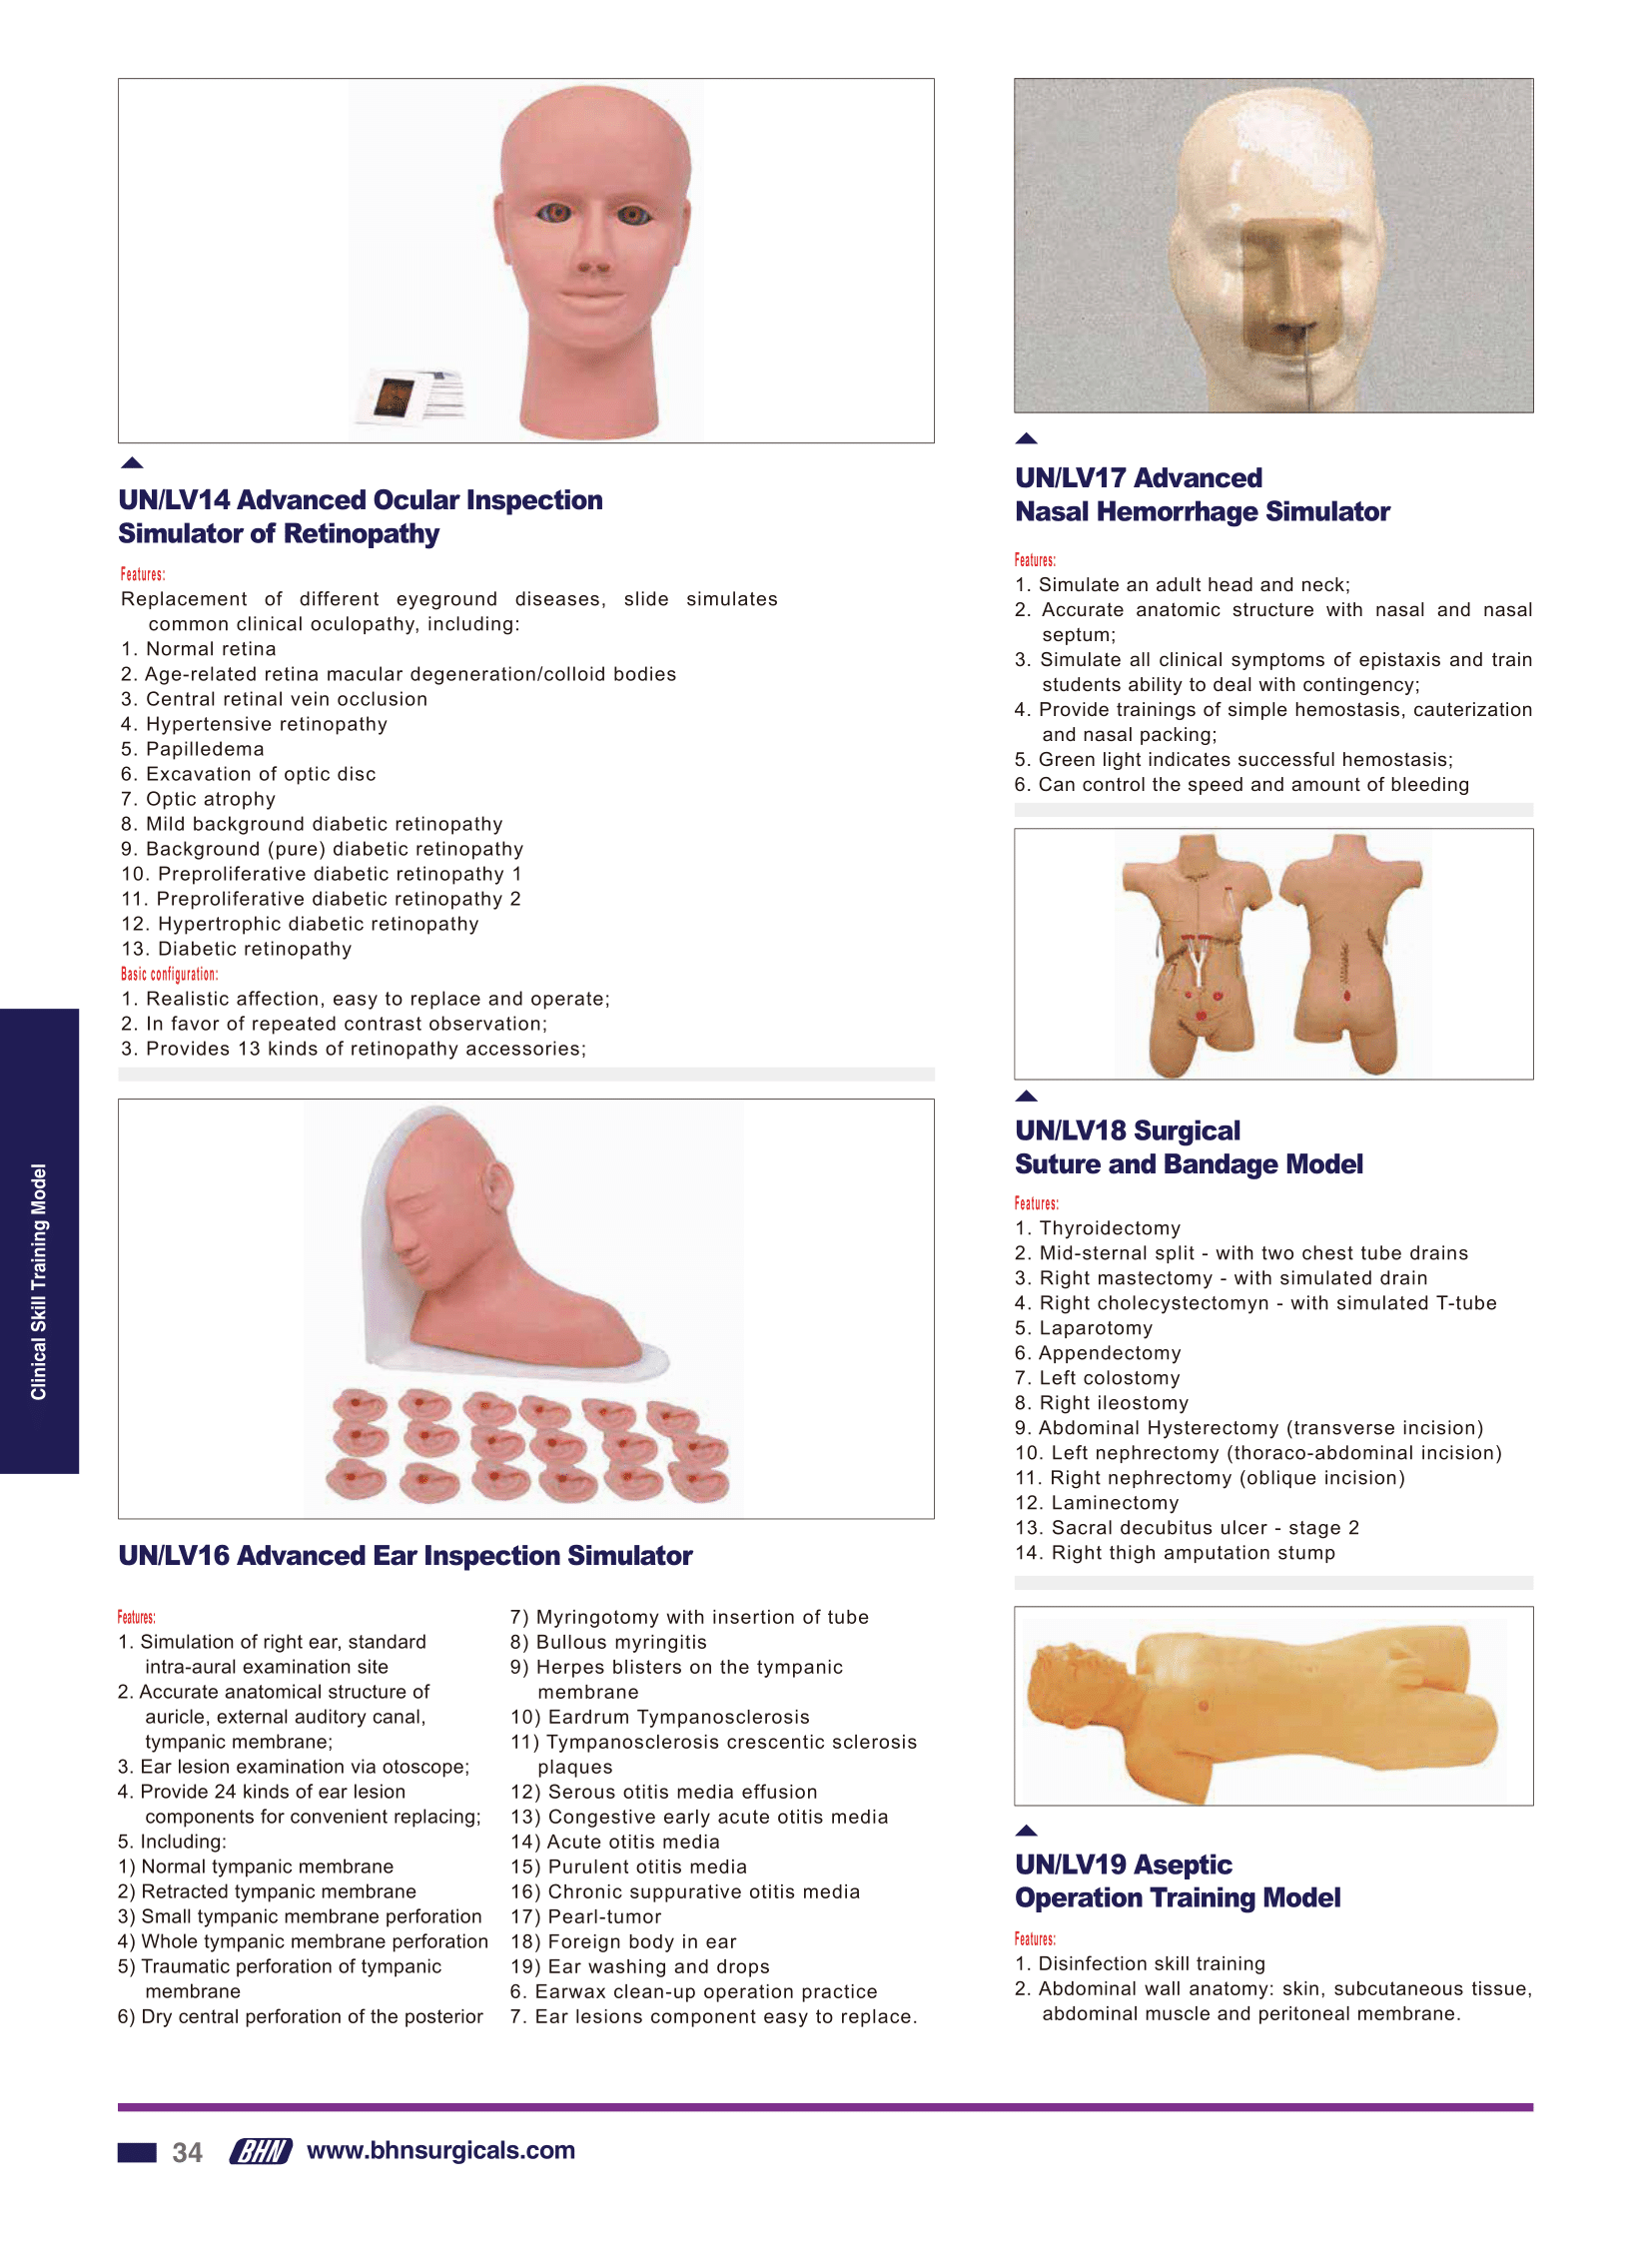 UN/LV14 Advanced Ocular Inspection
Simulator of Retinopathy
Features:
Replacement of different eyeground diseases, slide simulates
common clinical oculopathy, including:
1. Normal retina
2. Age-related retina macular degeneration/colloid bodies
3. Central retinal vein occlusion
4. Hypertensive retinopathy
5. Papilledema
6. Excavation of optic disc
7. Optic atrophy
8. Mild background diabetic retinopathy
9. Background (pure) diabetic retinopathy
10. Preproliferative diabetic retinopathy 1
11. Preproliferative diabetic retinopathy 2
12. Hypertrophic diabetic retinopathy
13. Diabetic retinopathy
Basic configuration:
1. Realistic affection, easy to replace and operate;
2. In favor of repeated contrast observation;
3. Provides 13 kinds of retinopathy accessories;
Clinical Skill Training Model
UN/LV16 Advanced Ear Inspection Simulator
Features:
1. Simulation of right ear, standard
intra-aural examination site
2. Accurate anatomical structure of
auricle, external auditory canal,
tympanic membrane;
3. Ear lesion examination via otoscope;
4. Provide 24 kinds of ear lesion
components for convenient replacing;
5. Including:
1) Normal tympanic membrane
2) Retracted tympanic membrane
3) Small tympanic membrane perforation
4) Whole tympanic membrane perforation
5) Traumatic perforation of tympanic
membrane
6) Dry central perforation of the posterior
7) Myringotomy with insertion of tube
8) Bullous myringitis
9) Herpes blisters on the tympanic
membrane
10) Eardrum Tympanosclerosis
11) Tympanosclerosis crescentic sclerosis
plaques
12) Serous otitis media effusion
13) Congestive early acute otitis media
14) Acute otitis media
15) Purulent otitis media
16) Chronic suppurative otitis media
17) Pearl-tumor
18) Foreign body in ear
19) Ear washing and drops
6. Earwax clean-up operation practice
7. Ear lesions component easy to replace.
UN/LV17 Advanced
Nasal Hemorrhage Simulator
Features:
1. Simulate an adult head and neck;
2. Accurate anatomic structure with nasal and nasal
septum;
3. Simulate all clinical symptoms of epistaxis and train
students ability to deal with contingency;
4. Provide trainings of simple hemostasis, cauterization
and nasal packing;
5. Green light indicates successful hemostasis;
6. Can control the speed and amount of bleeding
UN/LV18 Surgical
Suture and Bandage Model
Features:
1. Thyroidectomy
2. Mid-sternal split - with two chest tube drains
3. Right mastectomy - with simulated drain
4. Right cholecystectomyn - with simulated T-tube
5. Laparotomy
6. Appendectomy
7. Left colostomy
8. Right ileostomy
9. Abdominal Hysterectomy (transverse incision)
10. Left nephrectomy (thoraco-abdominal incision)
11. Right nephrectomy (oblique incision)
12. Laminectomy
13. Sacral decubitus ulcer - stage 2
14. Right thigh amputation stump
UN/LV19 Aseptic
Operation Training Model
Features:
1. Disinfection skill training
2. Abdominal wall anatomy: skin, subcutaneous tissue,
abdominal muscle and peritoneal membrane.
34 BHN www.bhnsurgicals.com